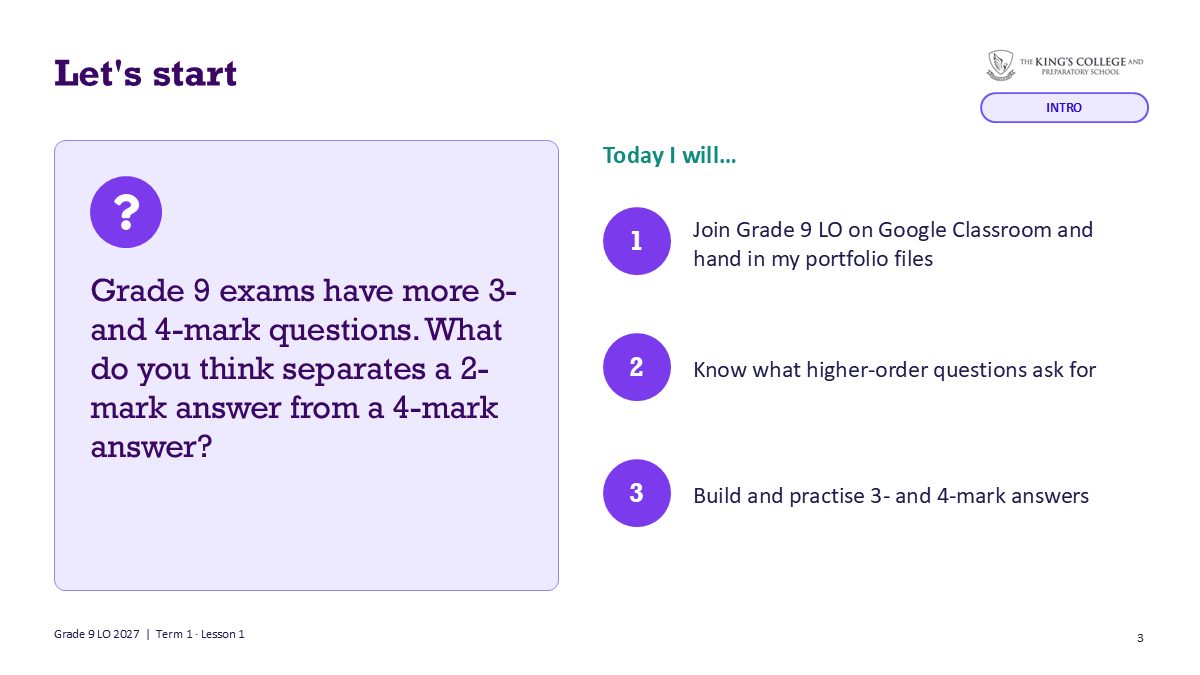 Let's start
THE KING'S COLLEGE AND
PREPARATORY SCHOOL
INTRO
?
Grade 9 exams have more 3-
and 4-mark questions. What
do you think separates a 2-
mark answer from a 4-mark
answer?
Today I will...
1
Join Grade 9 LO on Google Classroom and
hand in my portfolio files
2
Know what higher-order questions ask for
3
Build and practise 3- and 4-mark answers
Grade 9 LO 2027 | Term 1 · Lesson 1
3